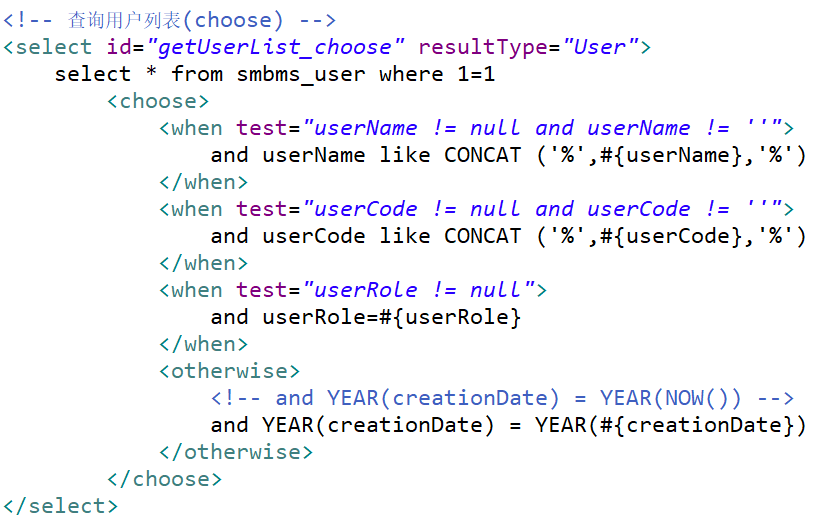 <!-- 查询用户列表(choose) -->
<select id="getUserList_choose" resultType="User">
    select * from smbms_user where 1=1
        <choose>
            <when test="userName != null and userName != ''">
                and userName like CONCAT ('%',#{userName},'%')
            </when>
            <when test="userCode != null and userCode != ''">
                and userCode like CONCAT ('%',#{userCode},'%')
            </when>
            <when test="userRole != null">
                and userRole=#{userRole}
            </when>
            <otherwise>
                <!-- and YEAR(creationDate) = YEAR(NOW()) -->
                and YEAR(creationDate) = YEAR(#{creationDate})
            </otherwise>
        </choose>
</select>